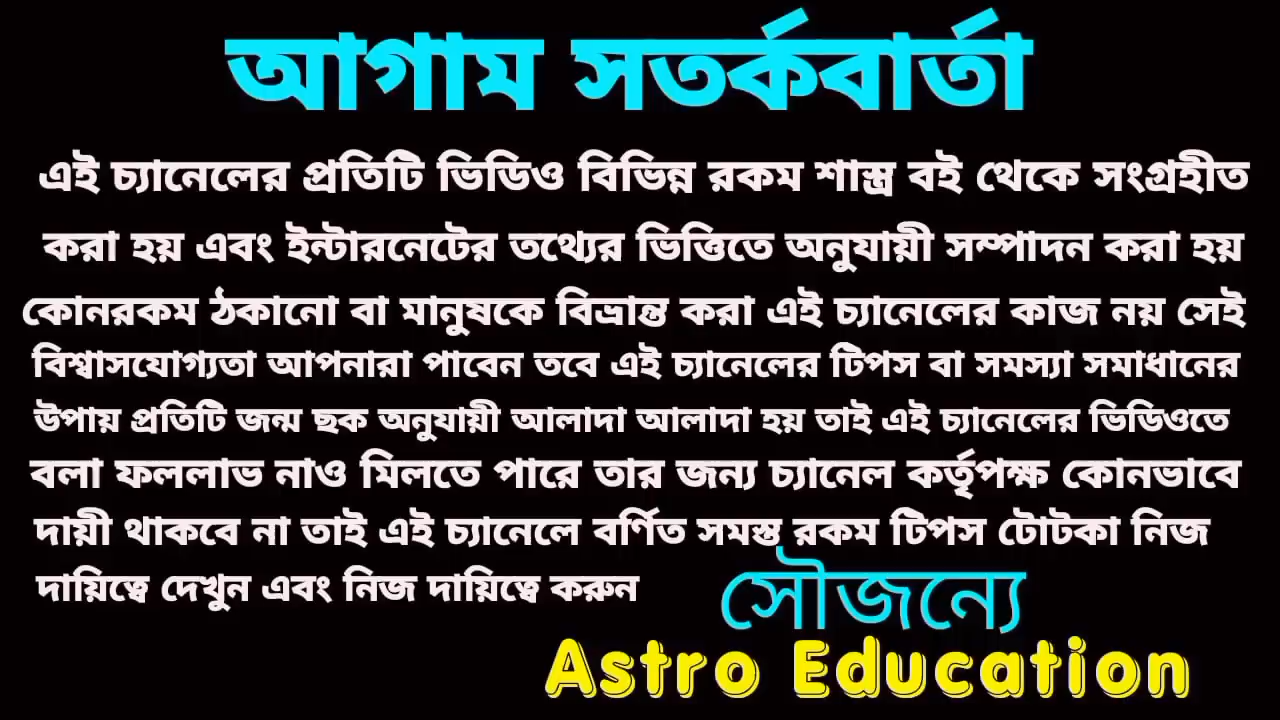 আগাম সতর্কবার্তা
এই চ্যানেলের প্রতিটি ভিডিও বিভিন্ন রকম শাস্ত্র বই থেকে সংগ্রহীত
করা হয় এবং ইন্টারনেটের তথ্যের ভিত্তিতে অনুযায়ী সম্পাদন করা হয়
কোনরকম ঠকানো বা মানুষকে বিভ্রান্ত করা এই চ্যানেলের কাজ নয় সেই
বিশ্বাসযোগ্যতা আপনারা পাবেন তবে এই চ্যানেলের টিপস বা সমস্যা সমাধানের
উপায় প্রতিটি জন্ম ছক অনুযায়ী আলাদা আলাদা হয় তাই এই চ্যানেলের ভিডিওতে
বলা ফললাভ নাও মিলতে পারে তার জন্য চ্যানেল কর্তৃপক্ষ কোনভাবে
দায়ী থাকবে না তাই এই চ্যানেলে বর্ণিত সমস্ত রকম টিপস টোটকা নিজ
দায়িত্বে দেখুন এবং নিজ দায়িত্বে করুন
সৌজন্যে
Astro Education